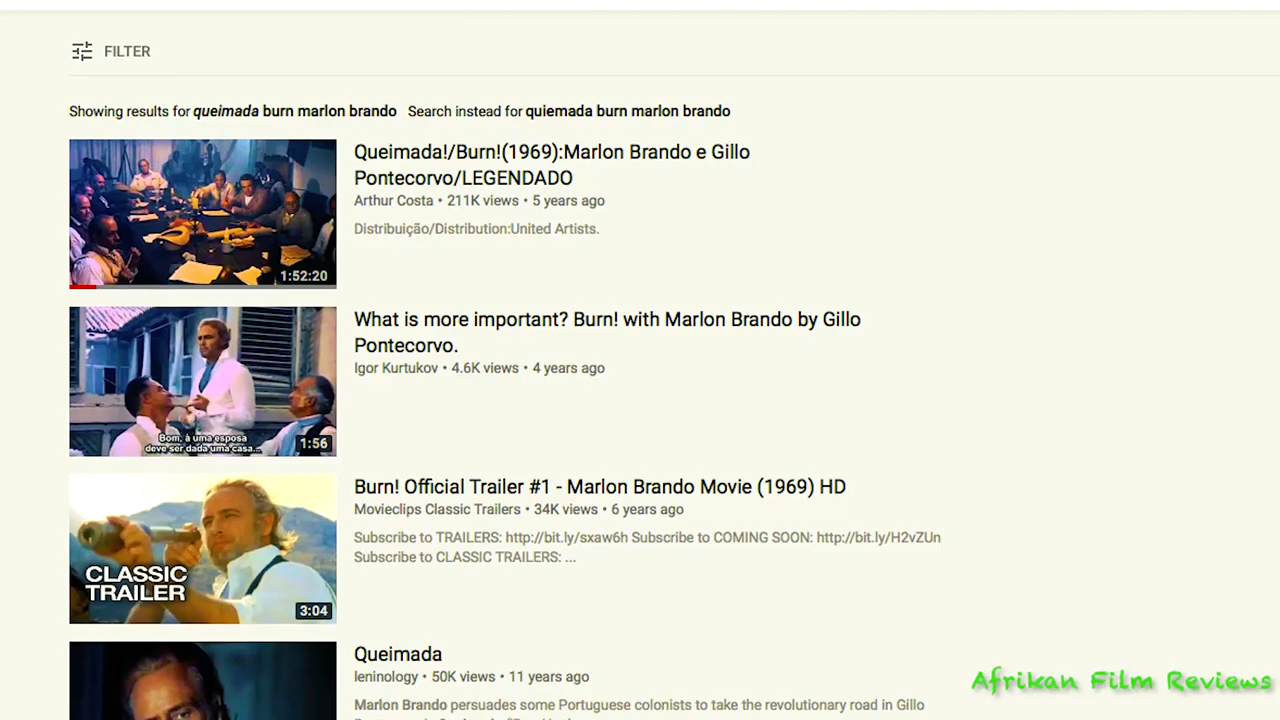 FILTER
Showing results for queimada burn marlon brando Search instead for quiemada burn marlon brando
Queimada!/Burn!(1969):Marlon Brando e Gillo
Pontecorvo/LEGENDADO
Arthur Costa • 211K views • 5 years ago
Distribuição/Distribution:United Artists.
1:52:20
What is more important? Burn! with Marlon Brando by Gillo
Pontecorvo.
Igor Kurtukov • 4.6K views • 4 years ago
Bom, à uma esposa
deve ser dada uma casa...
1:56
Burn! Official Trailer #1 - Marlon Brando Movie (1969) HD
Movieclips Classic Trailers • 34K views • 6 years ago
Subscribe to TRAILERS: http://bit.ly/sxaw6h Subscribe to COMING SOON: http://bit.ly/H2vZUn
Subscribe to CLASSIC TRAILERS: ...
CLASSIC
TRAILER
3:04
Queimada
leninology • 50K views • 11 years ago
Marlon Brando persuades some Portuguese colonists to take the revolutionary road in Gillo
Afrikan Film Reviews